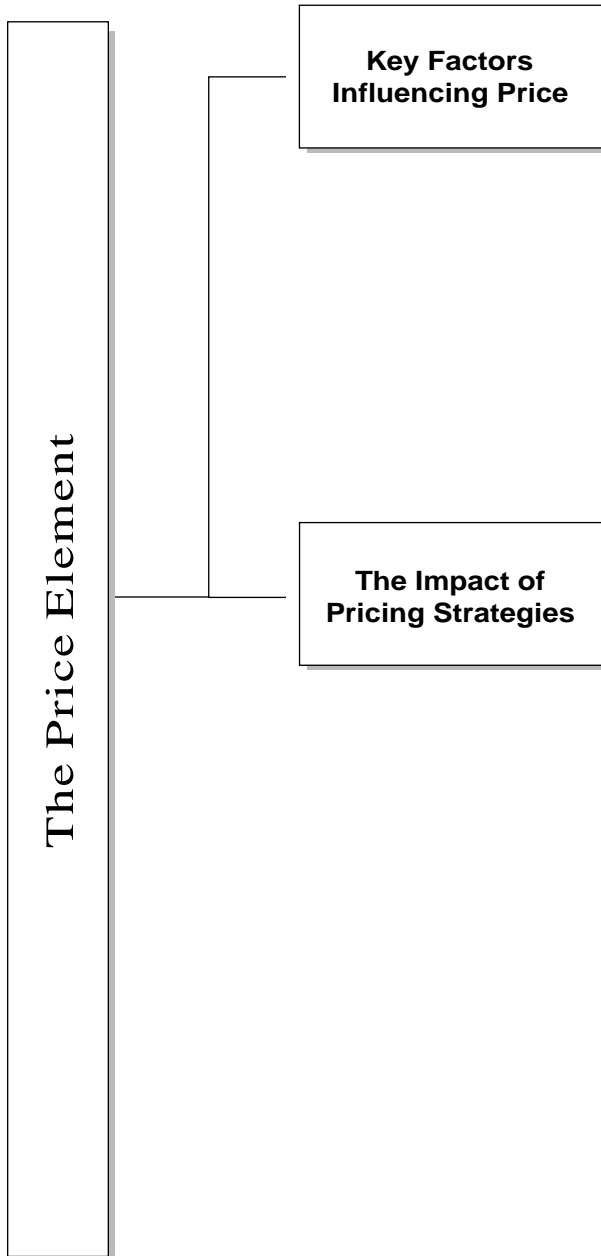 The Price Element
Key Factors
Influencing Price
The Impact of
Pricing Strategies